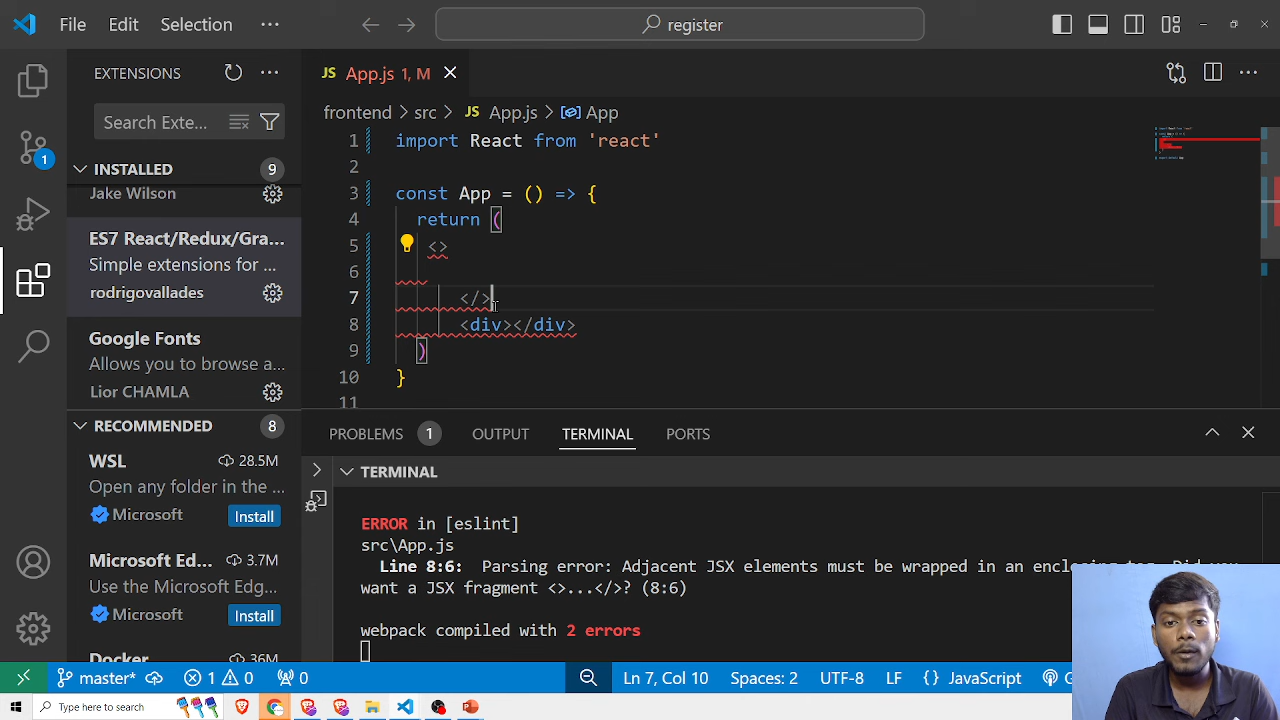 File Edit Selection ··· register
EXTENSIONS
Search Exte...
INSTALLED 9
Jake Wilson
ES7 React/Redux/Gra...
Simple extensions for ...
rodrigovallades
Google Fonts
Allows you to browse a...
Lior CHAMLA
RECOMMENDED 8
WSL 28.5M
Open any folder in the ...
Microsoft Install
Microsoft Ed... 3.7M
Use the Microsoft Edg...
Microsoft Install
Docker 36M
JS App.js 1, M
frontend > src > JS App.js > App
1 import React from 'react'
2
3 const App = () => {
4 return (
5 <>
6
7 </>
8 <div></div>
9 )
10 }
11
PROBLEMS 1 OUTPUT TERMINAL PORTS
TERMINAL
ERROR in [eslint]
src\App.js
Line 8:6: Parsing error: Adjacent JSX elements must be wrapped in an enclosing
want a JSX fragment <>...</>? (8:6)
webpack compiled with 2 errors
1
master* 1 0 0 Ln 7, Col 10 Spaces: 2 UTF-8 LF {} JavaScript
Type here to search